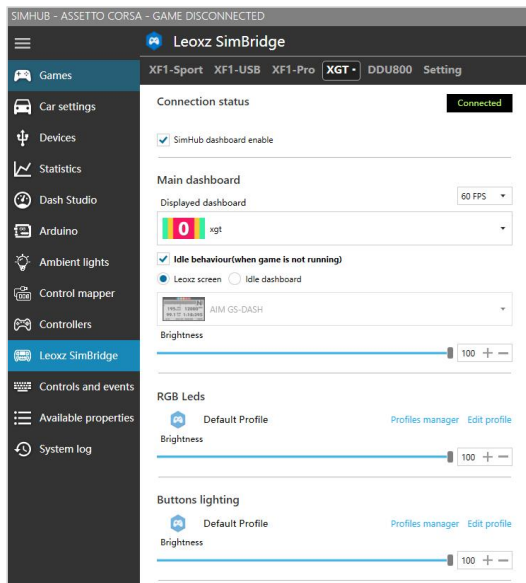 SIMHUB - ASSETTO CORSA - GAME DISCONNECTED
Leoxz SimBridge
Games
Car settings
Devices
Statistics
Dash Studio
Arduino
Ambient lights
Control mapper
Controllers
Leoxz SimBridge
Controls and events
Available properties
System log
XF1-Sport XF1-USB XF1-Pro XGT • DDU800 Setting
Connection status Connected
SimHub dashboard enable
Main dashboard
Displayed dashboard 60 FPS
0 xgt
Idle behaviour(when game is not running)
Leoxz screen Idle dashboard
AIM GS-DASH
Brightness
100 + −
RGB Leds
Default Profile Profiles manager Edit profile
Brightness
100 + −
Buttons lighting
Default Profile Profiles manager Edit profile
Brightness
100 + −